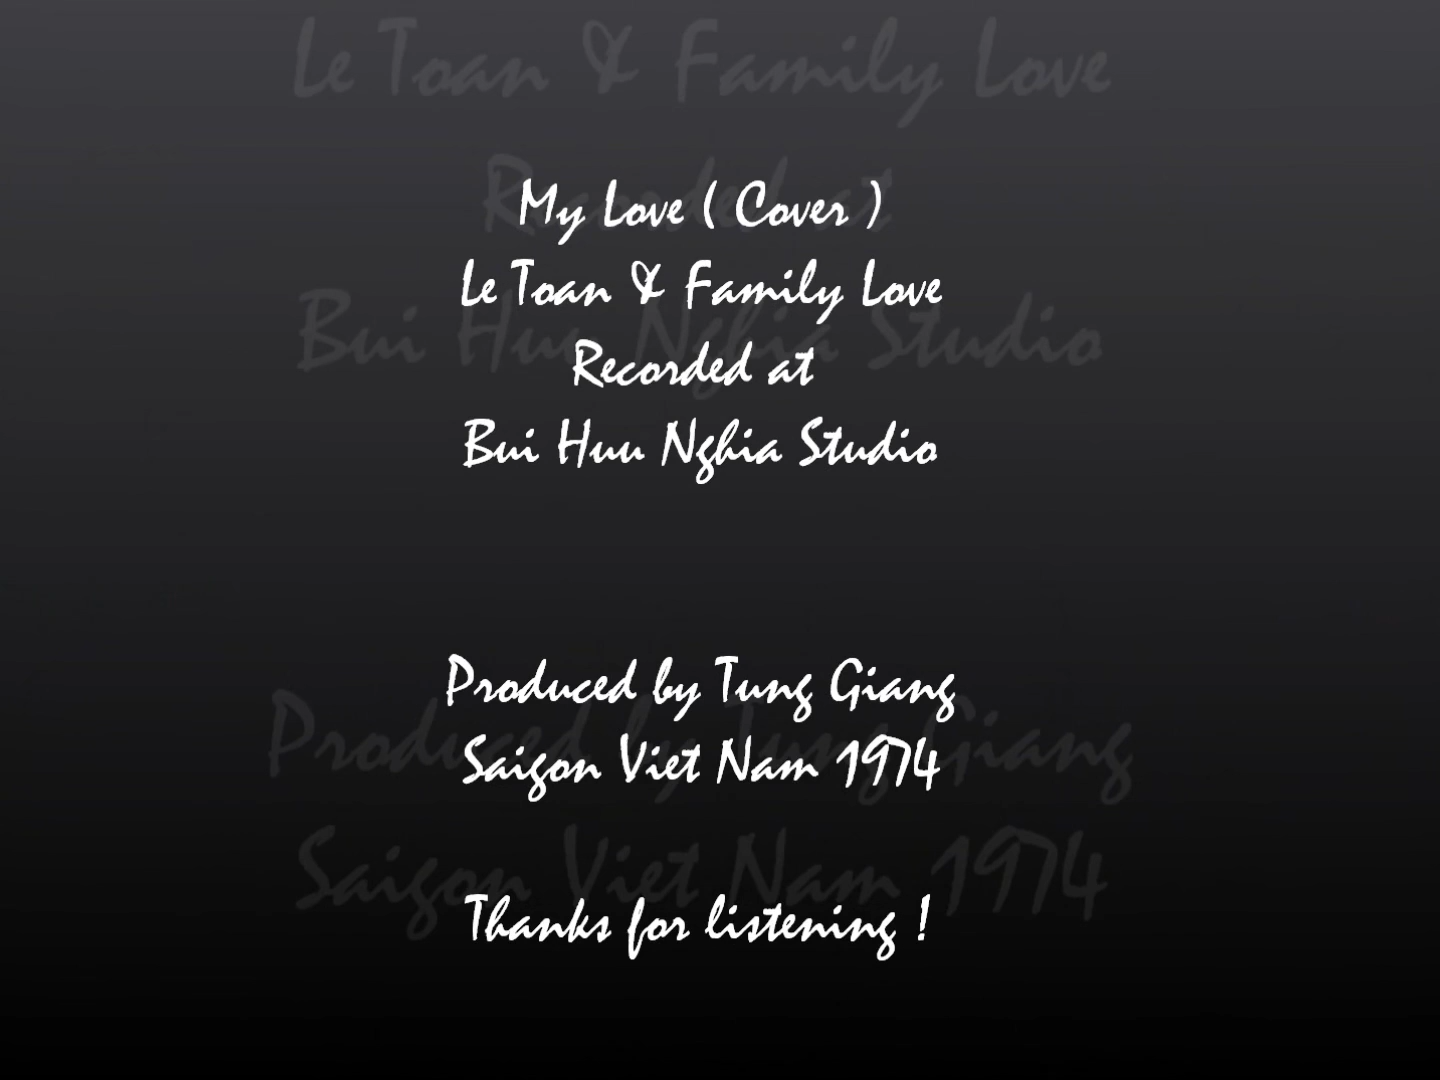 My Love ( Cover )
Le Toan & Family Love
Recorded at
Bui Huu Nghia Studio
Produced by Tung Giang
Saigon Viet Nam 1974
Thanks for listening !